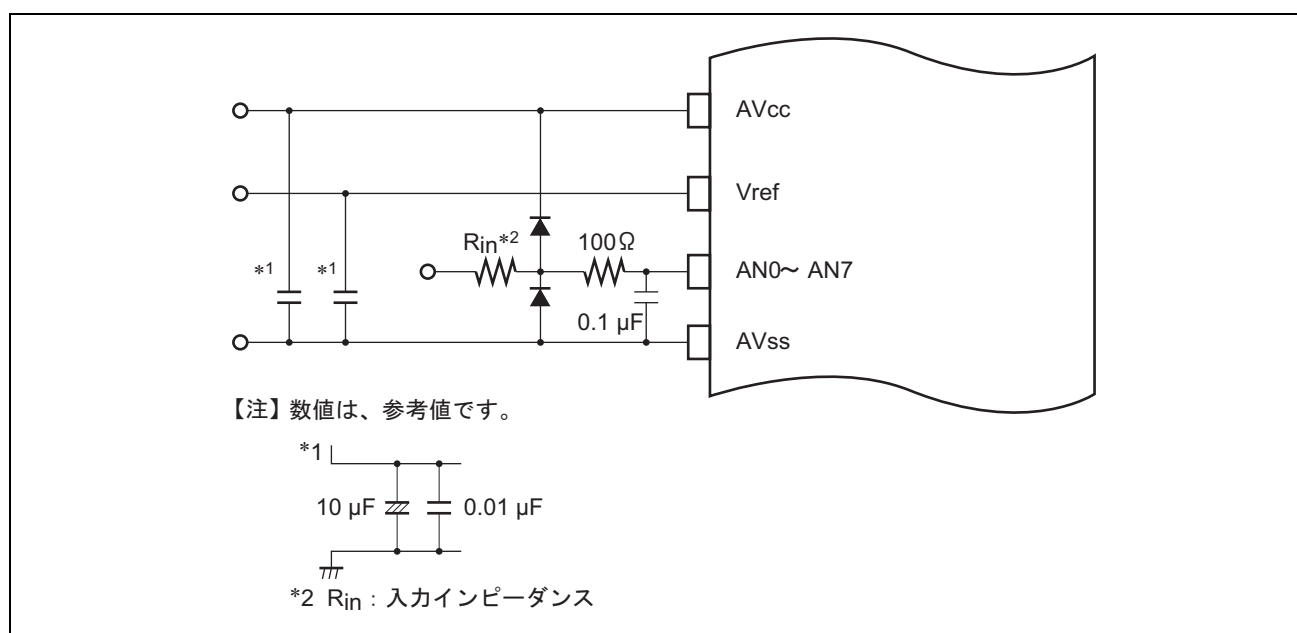 AVcc
Vref
Rin*2
100Ω
*1
*1
AN0～ AN7
0.1 µF
AVss
【注】数値は、参考値です。
*1
10 µF
0.01 µF
*2 Rin：入力インピーダンス